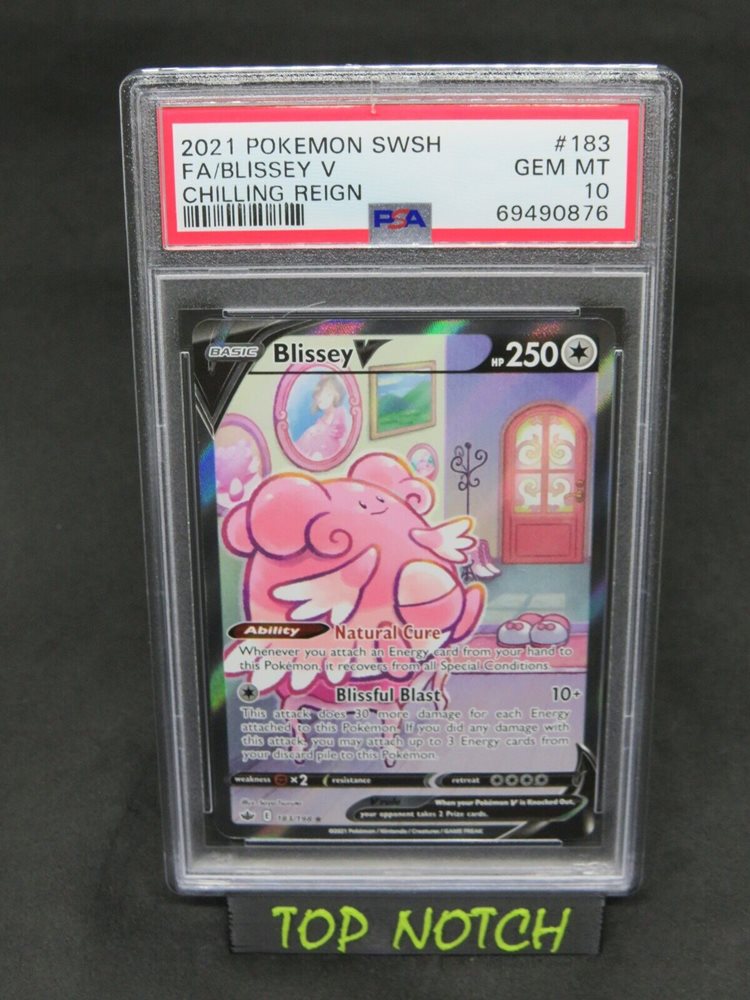 2021 POKEMON SWSH #183
FA/BLISSEY V GEM MT
CHILLING REIGN 10
PSA 69490876
BASIC Blissey V HP 250
Ability Natural Cure
Whenever you attach an Energy card from your hand to
this Pokémon, it recovers from all Special Conditions.
Blissful Blast 10+
This attack does 30 more damage for each Energy
attached to this Pokémon. If you did any damage with
this attack, you may attach up to 3 Energy cards from
your discard pile to this Pokémon.
weakness ×2 resistance retreat
Illus. Saya Tsuruta
V rule When your Pokémon V is Knocked Out,
your opponent takes 2 Prize cards.
183/198
©2021 Pokémon / Nintendo / Creatures / GAME FREAK
TOP NOTCH